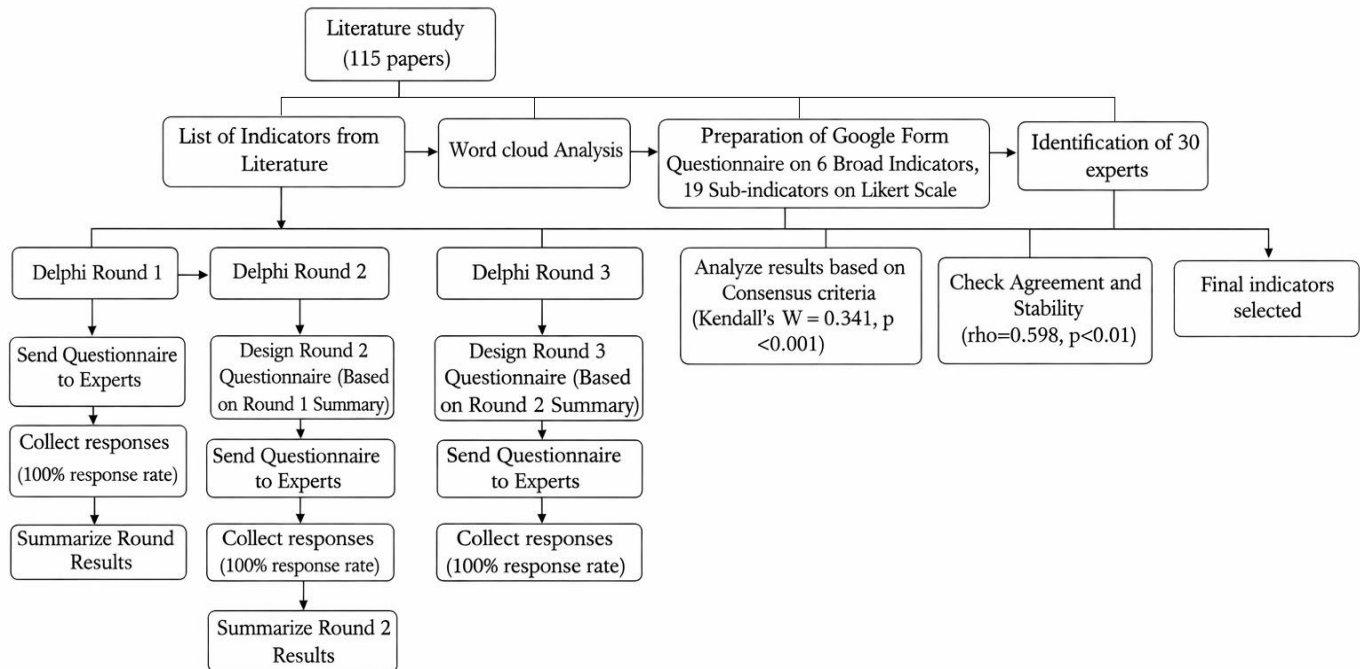 Literature study
(115 papers)
List of Indicators from
Literature
Word cloud Analysis
Preparation of Google Form
Questionnaire on 6 Broad Indicators,
19 Sub-indicators on Likert Scale
Identification of 30
experts
Delphi Round 1
Send Questionnaire
to Experts
Collect responses
(100% response rate)
Summarize Round
Results
Delphi Round 2
Design Round 2
Questionnaire (Based
on Round 1 Summary)
Send Questionnaire
to Experts
Collect responses
(100% response rate)
Summarize Round 2
Results
Delphi Round 3
Design Round 3
Questionnaire (Based
on Round 2 Summary)
Send Questionnaire
to Experts
Collect responses
(100% response rate)
Analyze results based on
Consensus criteria
(Kendall's W = 0.341, p
<0.001)
Check Agreement and
Stability
(rho=0.598, p<0.01)
Final indicators
selected